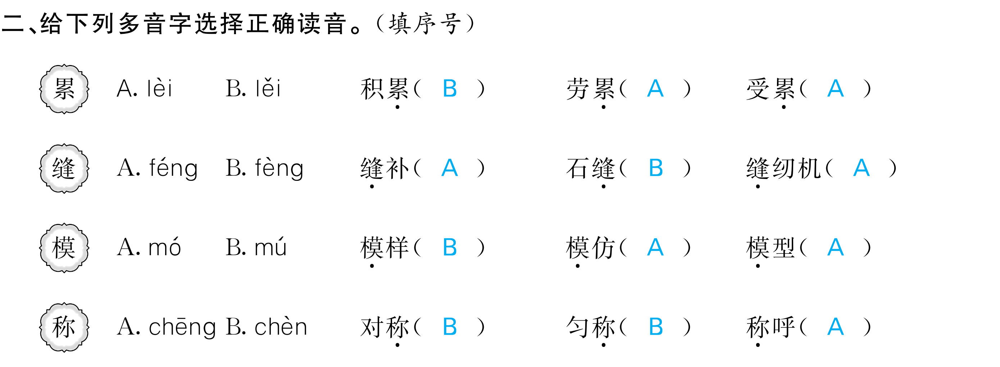 二、给下列多音字选择正确读音。（填序号）
累 A. lèi B. lěi 积累（ B ） 劳累（ A ） 受累（ A ）
缝 A. féng B. fèng 缝补（ A ） 石缝（ B ） 缝纫机（ A ）
模 A. mó B. mú 模样（ B ） 模仿（ A ） 模型（ A ）
称 A. chēng B. chèn 对称（ B ） 匀称（ B ） 称呼（ A ）